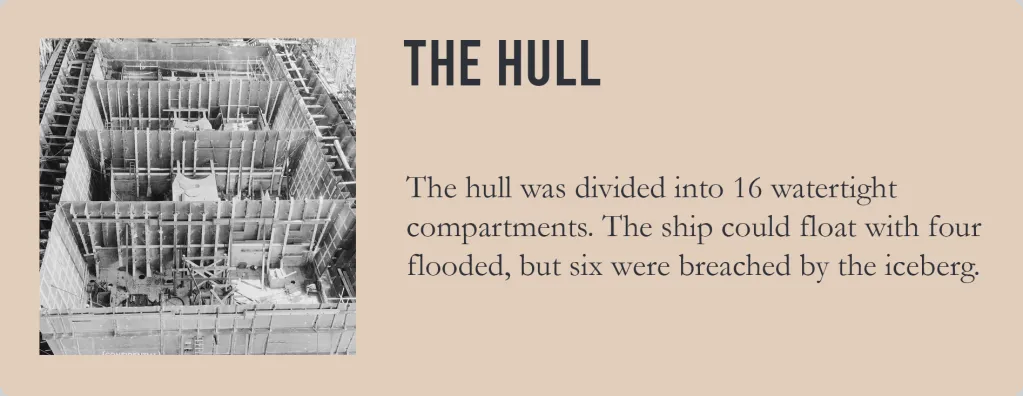 THE HULL
The hull was divided into 16 watertight
compartments. The ship could float with four
flooded, but six were breached by the iceberg.